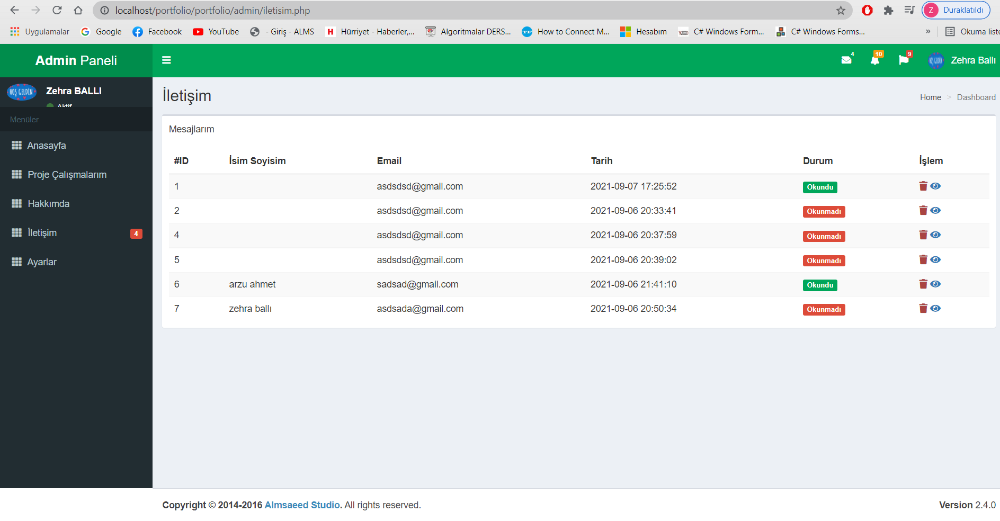 localhost/portfolio/portfolio/admin/iletisim.php
Z Duraklatıldı
Uygulamalar Google Facebook YouTube - Giriş - ALMS H Hürriyet - Haberler,... Algoritmalar DERS... TP How to Connect M... Hesabım C# Windows Form... C# Windows Forms... » Okuma liste
Admin Paneli
4 10 9 Zehra Ballı
HOŞ GELDİN Zehra BALLI
Aktif
Menüler
Anasayfa
Proje Çalışmalarım
Hakkımda
İletişim 4
Ayarlar
İletişim
Home > Dashboard
Mesajlarım
#ID İsim Soyisim Email Tarih Durum İşlem
1 asdsdsd@gmail.com 2021-09-07 17:25:52 Okundu
2 asdsdsd@gmail.com 2021-09-06 20:33:41 Okunmadı
4 asdsdsd@gmail.com 2021-09-06 20:37:59 Okunmadı
5 asdsdsd@gmail.com 2021-09-06 20:39:02 Okunmadı
6 arzu ahmet sadsad@gmail.com 2021-09-06 21:41:10 Okundu
7 zehra ballı asdsada@gmail.com 2021-09-06 20:50:34 Okunmadı
Copyright © 2014-2016 Almsaeed Studio. All rights reserved.
Version 2.4.0